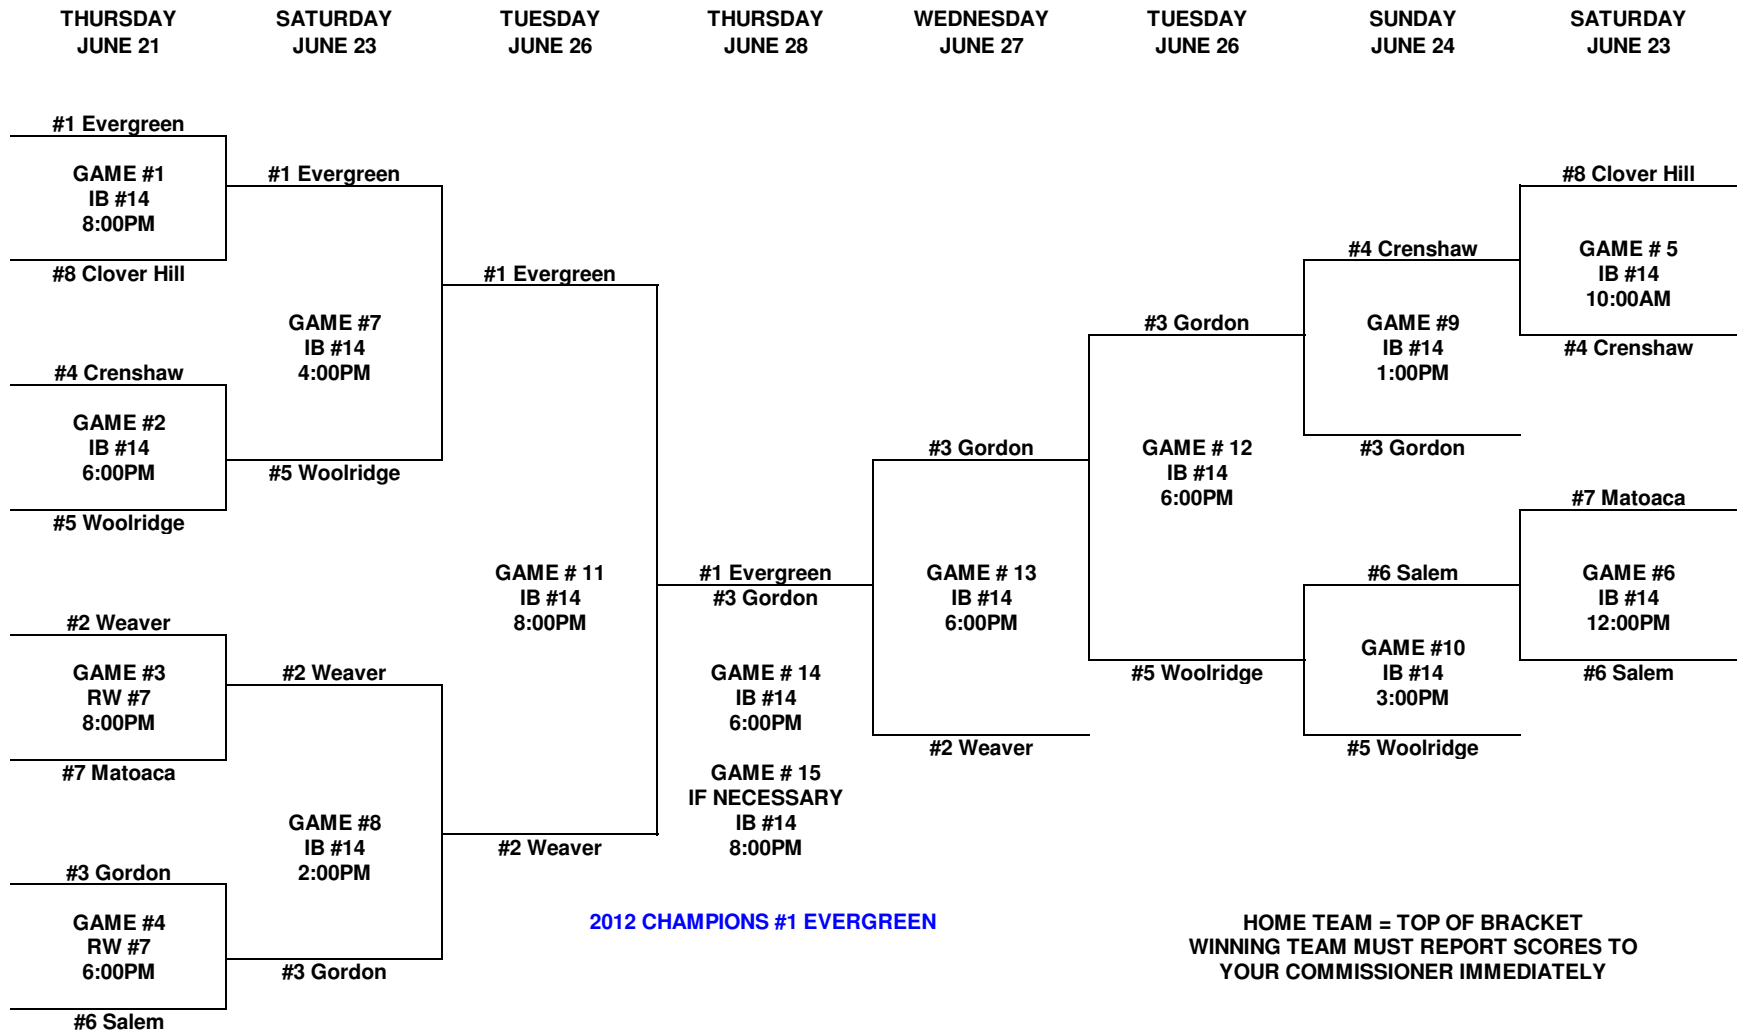 THURSDAY
JUNE 21
SATURDAY
JUNE 23
TUESDAY
JUNE 26
THURSDAY
JUNE 28
WEDNESDAY
JUNE 27
TUESDAY
JUNE 26
SUNDAY
JUNE 24
SATURDAY
JUNE 23
#1 Evergreen
GAME #1
IB #14
8:00PM
#8 Clover Hill
#4 Crenshaw
GAME #2
IB #14
6:00PM
#5 Woolridge
#2 Weaver
GAME #3
RW #7
8:00PM
#7 Matoaca
#3 Gordon
GAME #4
RW #7
6:00PM
#6 Salem
#1 Evergreen
GAME #7
IB #14
4:00PM
#5 Woolridge
#2 Weaver
GAME #8
IB #14
2:00PM
#3 Gordon
#1 Evergreen
GAME # 11
IB #14
8:00PM
#2 Weaver
#1 Evergreen
#3 Gordon
GAME # 14
IB #14
6:00PM
GAME # 15
IF NECESSARY
IB #14
8:00PM
2012 CHAMPIONS #1 EVERGREEN
#3 Gordon
GAME # 13
IB #14
6:00PM
#2 Weaver
#3 Gordon
GAME # 12
IB #14
6:00PM
#5 Woolridge
#4 Crenshaw
GAME #9
IB #14
1:00PM
#3 Gordon
#6 Salem
GAME #10
IB #14
3:00PM
#5 Woolridge
#8 Clover Hill
GAME # 5
IB #14
10:00AM
#4 Crenshaw
#7 Matoaca
GAME #6
IB #14
12:00PM
#6 Salem
HOME TEAM = TOP OF BRACKET
WINNING TEAM MUST REPORT SCORES TO
YOUR COMMISSIONER IMMEDIATELY